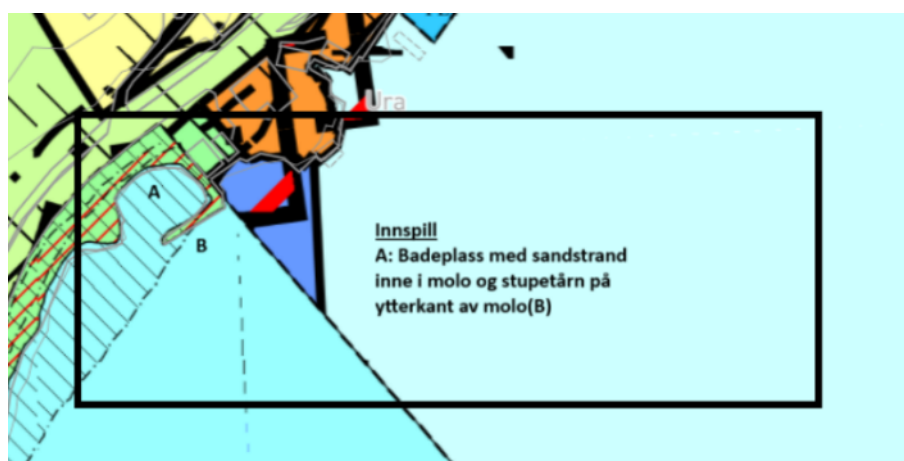 Ura
A
B
Innspill
A: Badeplass med sandstrand
inne i molo og stupetårn på
ytterkant av molo(B)